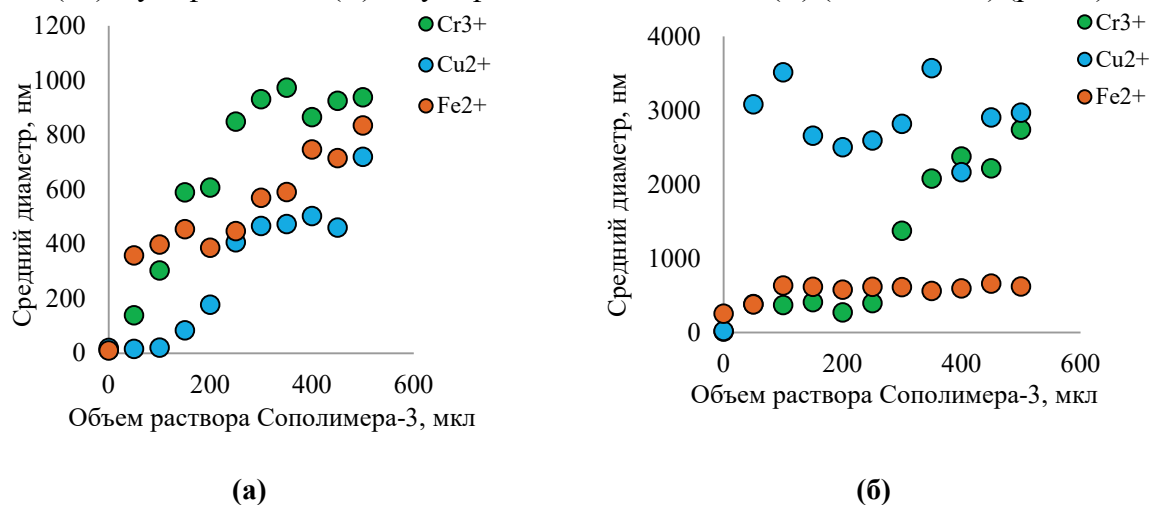 1200
1000
800
600
400
200
0
0 200 400 600
Средний диаметр, нм
Объем раствора Сополимера-3, мкл
Cr3+
Cu2+
Fe2+
(а)
4000
3000
2000
1000
0
0 200 400 600
Средний диаметр, нм
Объем раствора Сополимера-3, мкл
Cr3+
Cu2+
Fe2+
(б)